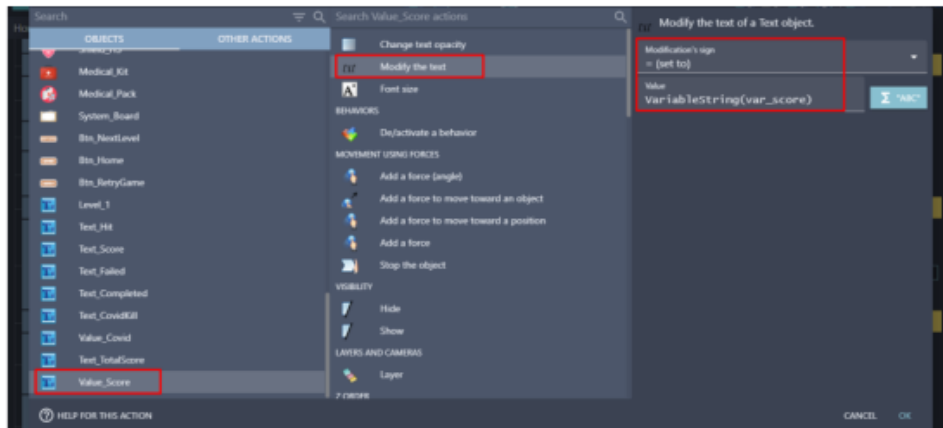 Search
OBJECTS
OTHER ACTIONS
Medical_Kit
Medical_Pack
System_Board
Btn_NextLevel
Btn_Home
Btn_RetryGame
Level_1
Text_Hit
Text_Score
Text_Failed
Text_Completed
Text_CovidKill
Value_Covid
Text_TotalScore
Value_Score
HELP FOR THIS ACTION
Search Value_Score actions
Change text opacity
Modify the text
Font size
BEHAVIORS
De/activate a behavior
MOVEMENT USING FORCES
Add a force (angle)
Add a force to move toward an object
Add a force to move toward a position
Add a force
Stop the object
VISIBILITY
Hide
Show
LAYERS AND CAMERAS
Layer
Z ORDER
Modify the text of a Text object.
Modification's sign
= (set to)
Value
VariableString(var_score)
Σ "ABC"
CANCEL
OK